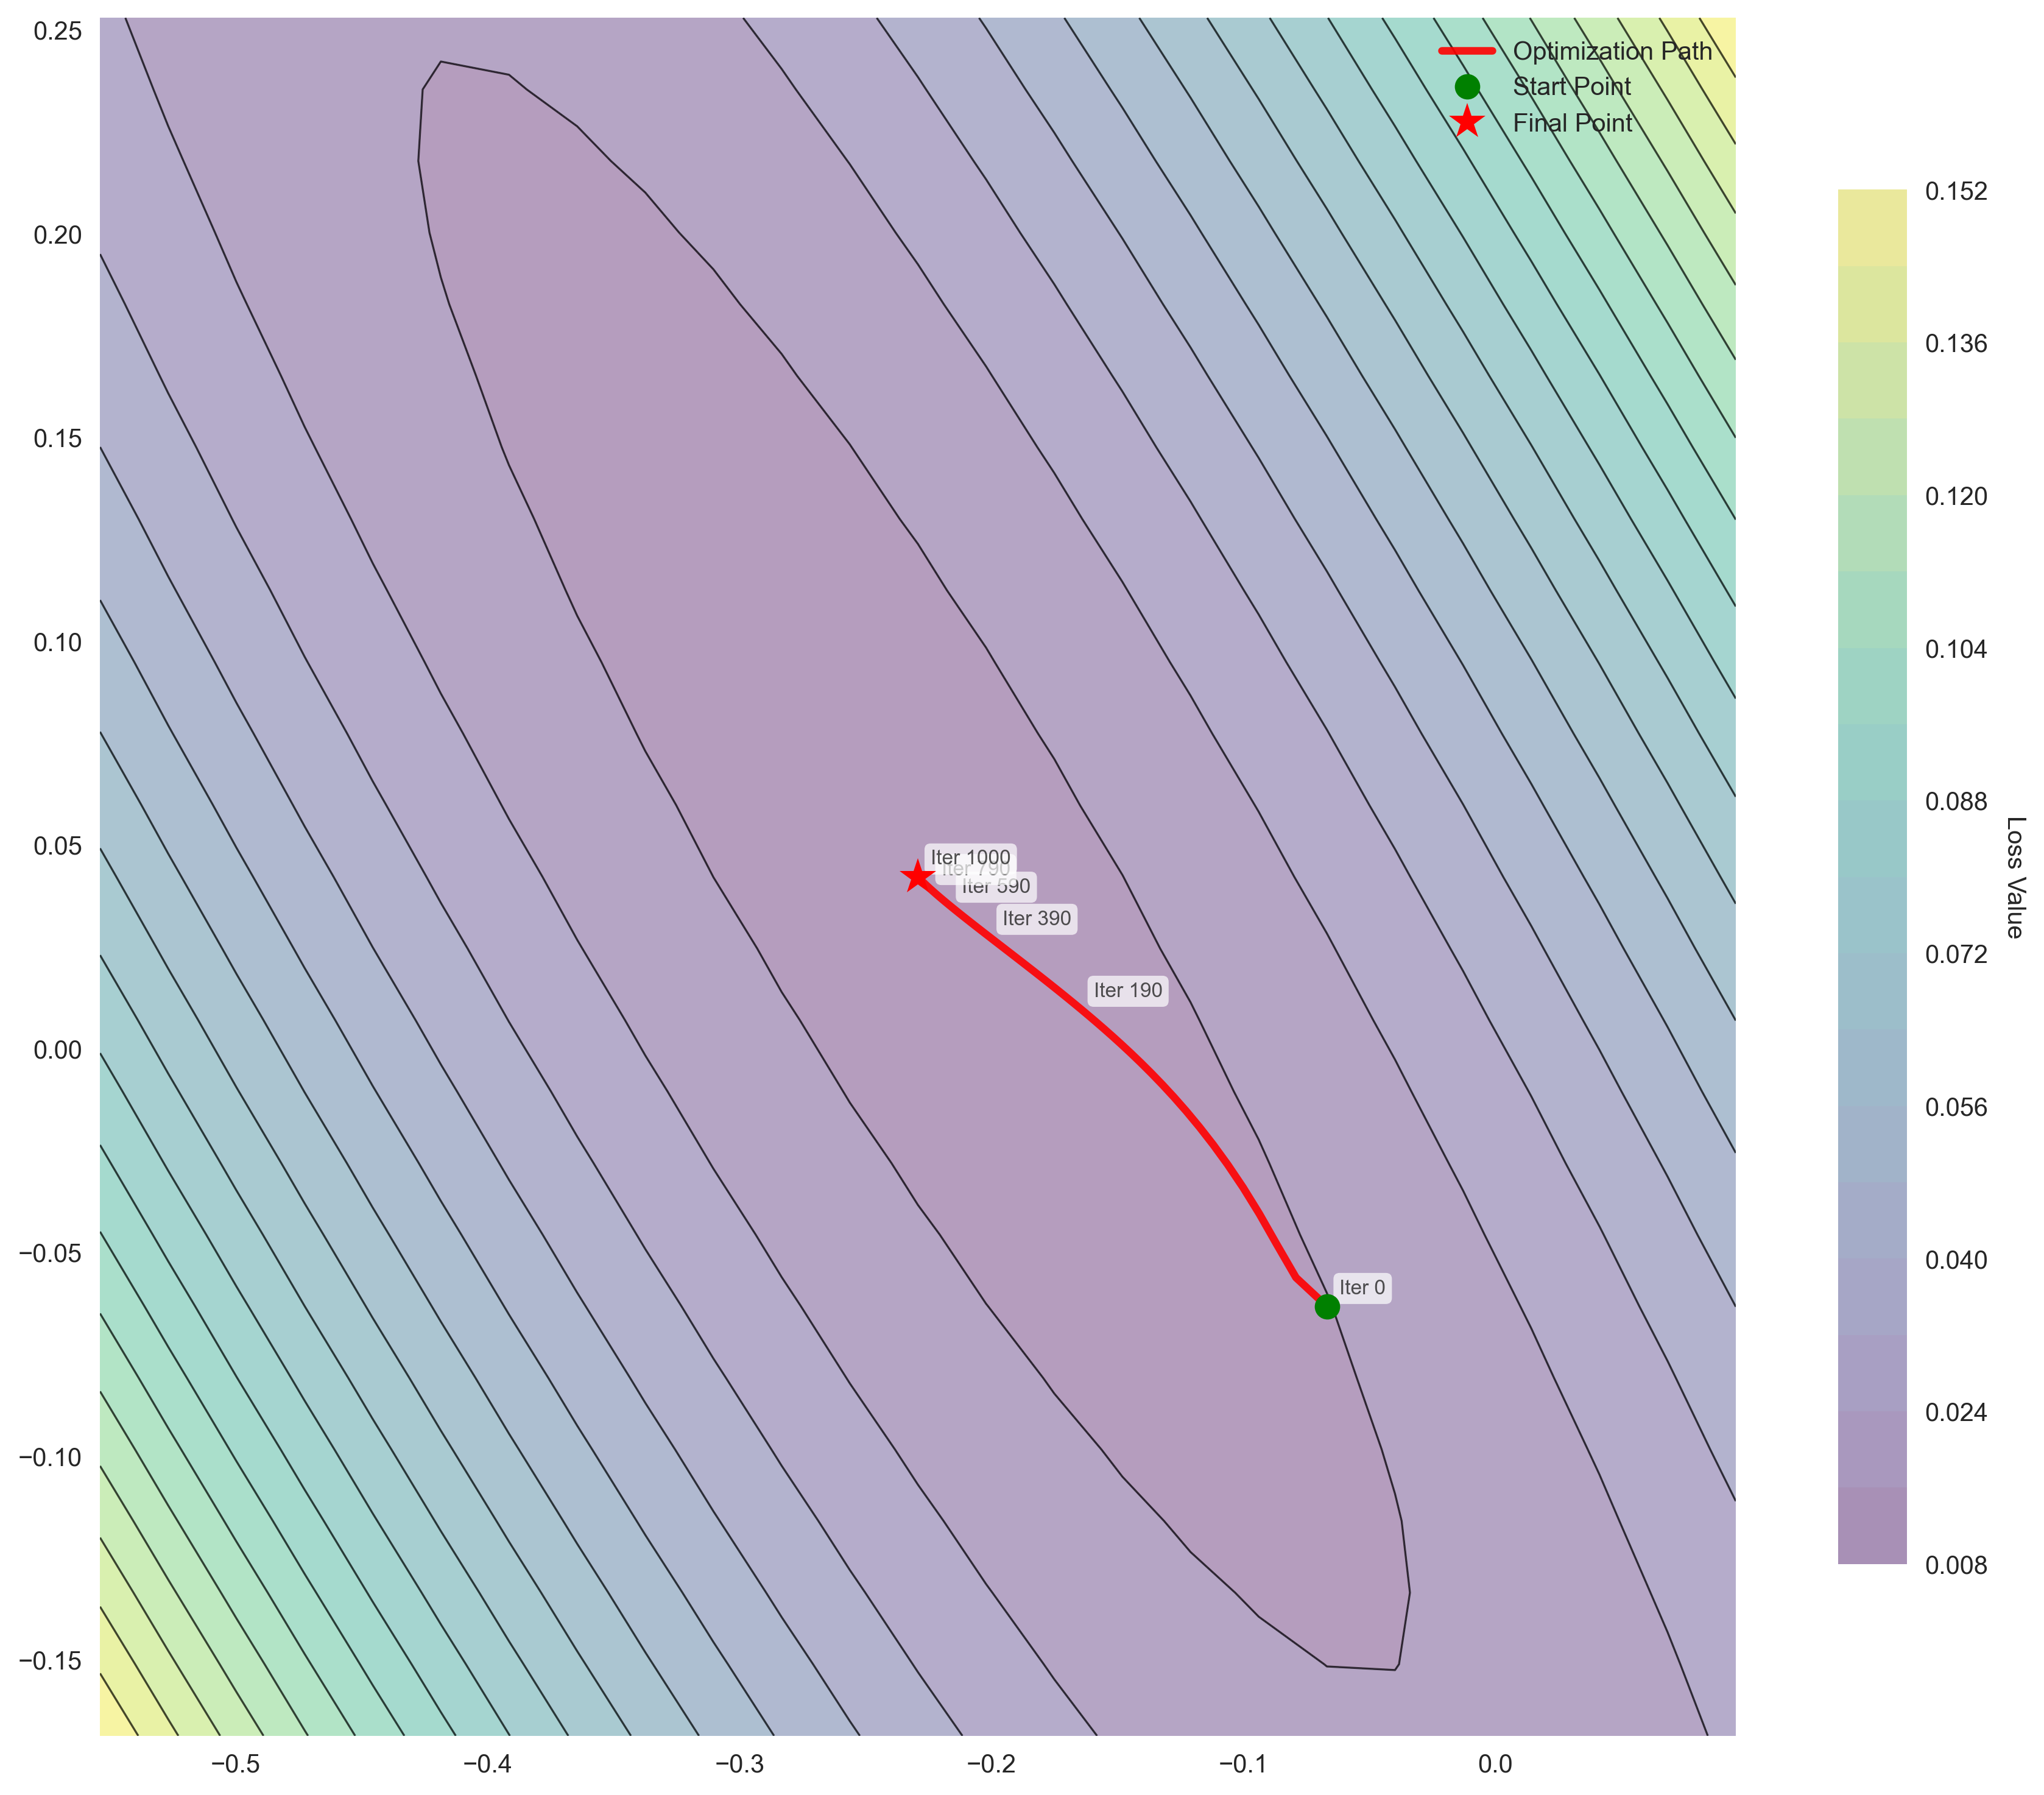 Optimization Path
Start Point
Final Point
0.25
0.20
0.15
0.10
0.05
0.00
−0.05
−0.10
−0.15
−0.5
−0.4
−0.3
−0.2
−0.1
0.0
Iter 1000
Iter 790
Iter 590
Iter 390
Iter 190
Iter 0
0.152
0.136
0.120
0.104
0.088
0.072
0.056
0.040
0.024
0.008
Loss Value